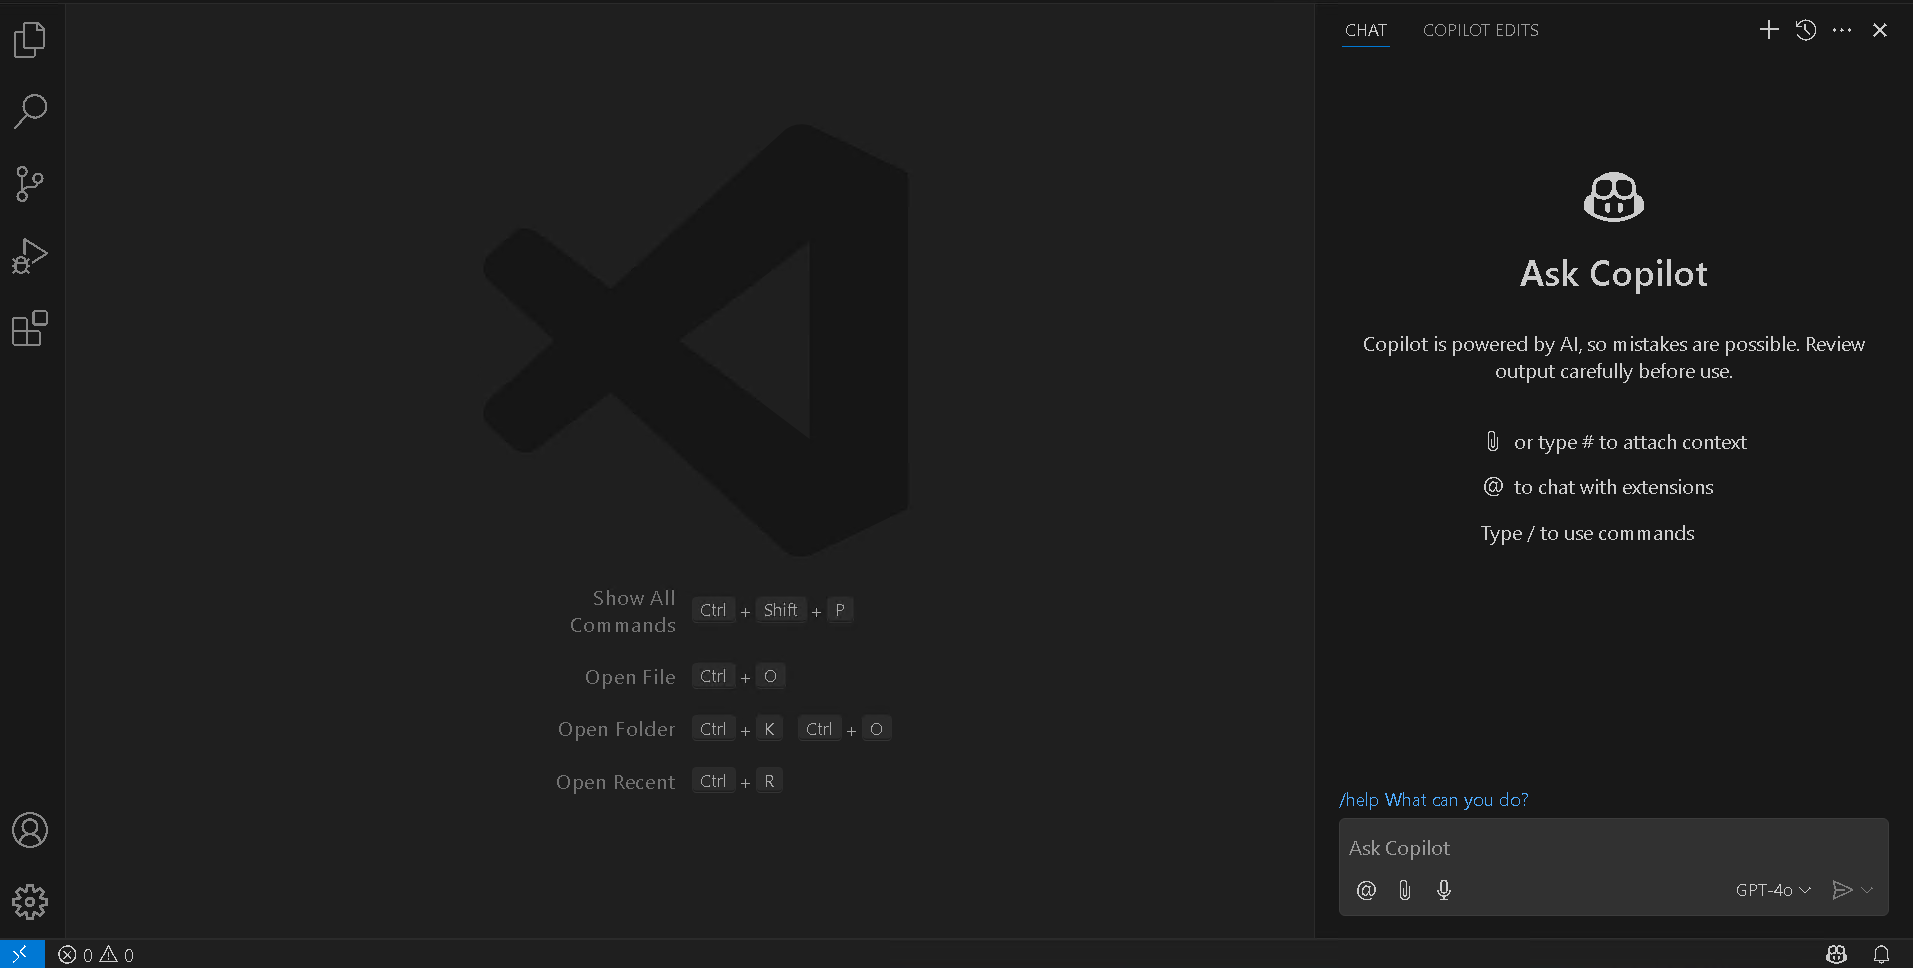 CHAT
COPILOT EDITS
Ask Copilot
Copilot is powered by AI, so mistakes are possible. Review
output carefully before use.
or type # to attach context
@ to chat with extensions
Type / to use commands
Show All
Commands
Ctrl + Shift + P
Open File Ctrl + O
Open Folder Ctrl + K Ctrl + O
Open Recent Ctrl + R
/help What can you do?
Ask Copilot
@
GPT-4o
0 0